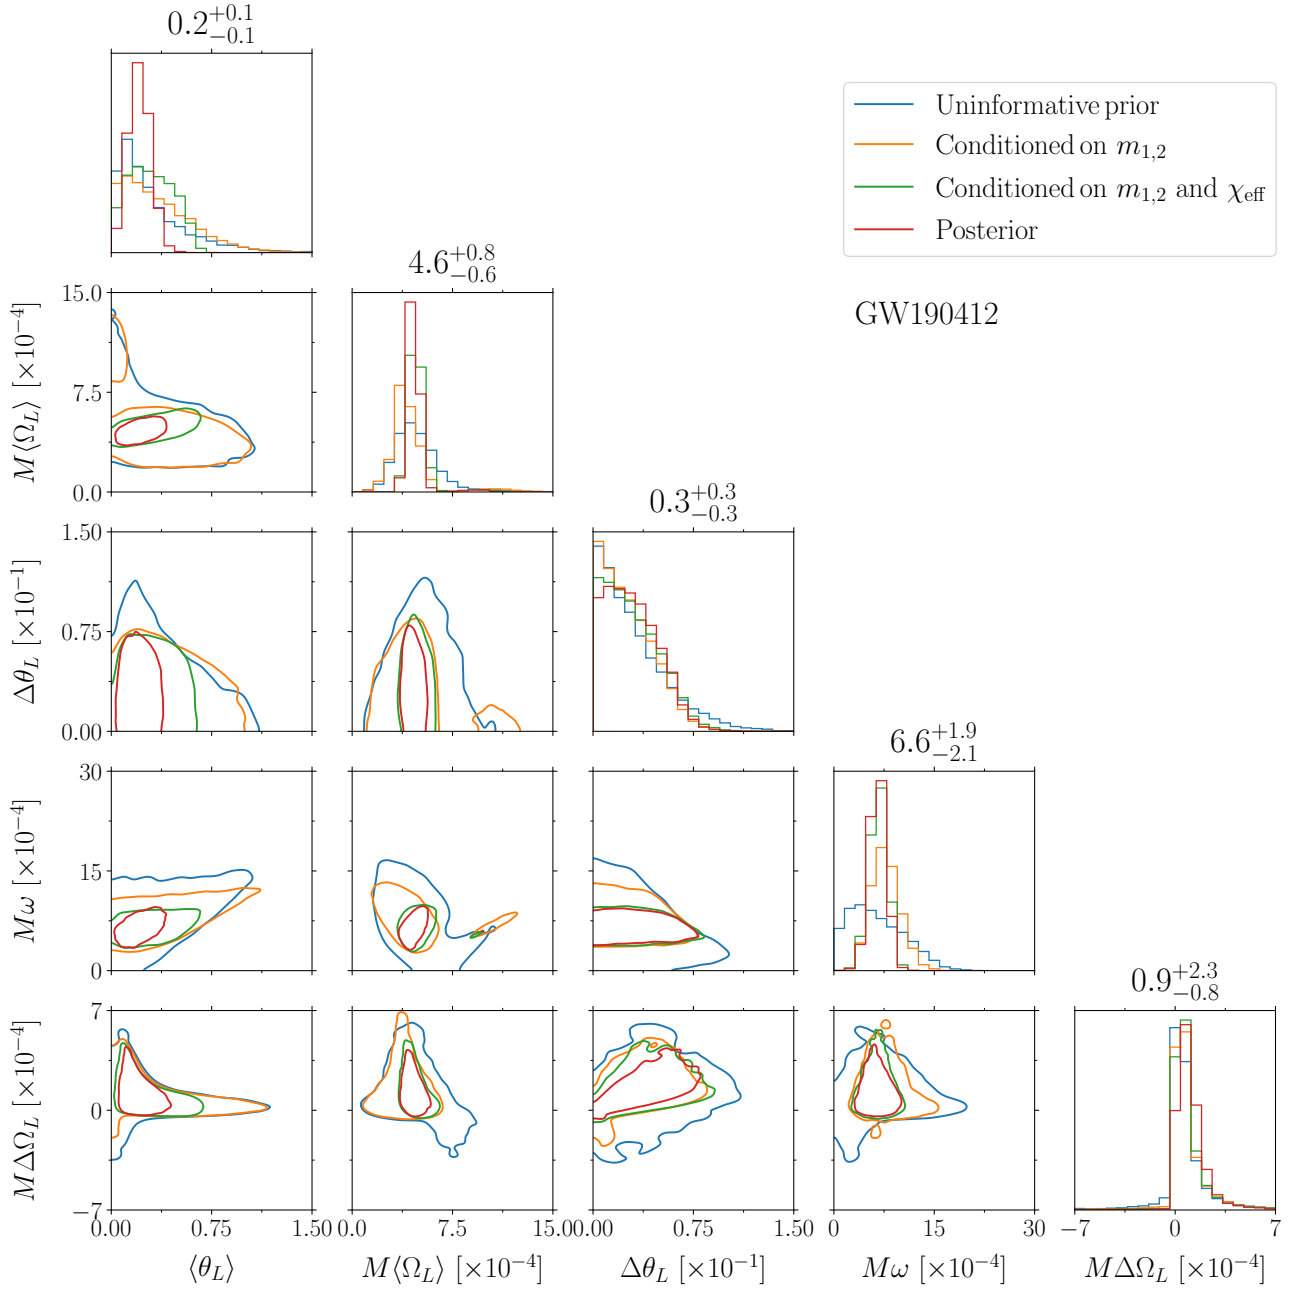 0.2^{+0.1}_{-0.1}
Uninformative prior
Conditioned on m_{1,2}
Conditioned on m_{1,2} and χ_{eff}
Posterior
4.6^{+0.8}_{-0.6}
GW190412
15.0
7.5
0.0
M⟨Ω_L⟩ [×10^{-4}]
0.3^{+0.3}_{-0.3}
1.50
0.75
0.00
Δθ_L [×10^{-1}]
6.6^{+1.9}_{-2.1}
30
15
0
Mω [×10^{-4}]
0.9^{+2.3}_{-0.8}
7
0
−7
MΔΩ_L [×10^{-4}]
0.00 0.75 1.50
0.0 7.5 15.0
0.00 0.75 1.50
0 15 30
−7 0 7
⟨θ_L⟩
M⟨Ω_L⟩ [×10^{-4}]
Δθ_L [×10^{-1}]
Mω [×10^{-4}]
MΔΩ_L [×10^{-4}]